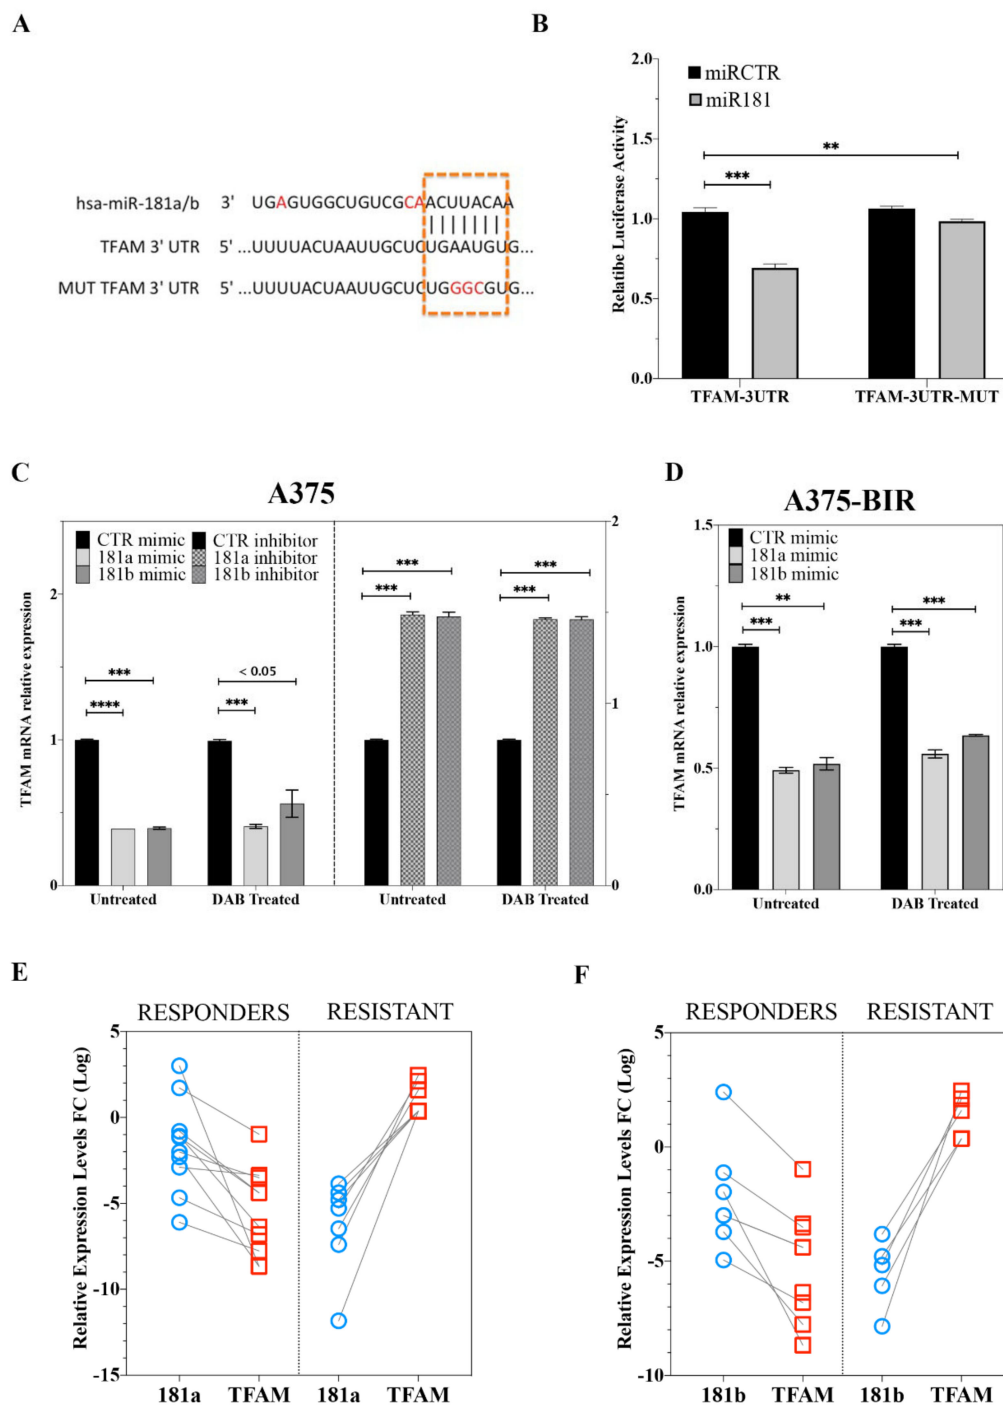 A
hsa-miR-181a/b 3' UGAGUGGCUGUCGCAACUUACAA
TFAM 3' UTR 5' ...UUUUACUAAUUGCUCUGAAUGUG...
MUT TFAM 3' UTR 5' ...UUUUACUAAUUGCUCUGGGCGUG...
B
2.0
1.5
1.0
0.5
0.0
Relatibe Luciferase Activity
miRCTR
miR181
**
***
TFAM-3UTR
TFAM-3UTR-MUT
C
A375
TFAM mRNA relative expression
2
1
0
CTR mimic
181a mimic
181b mimic
CTR inhibitor
181a inhibitor
181b inhibitor
***
****
< 0.05
***
***
***
***
***
2
1
0
Untreated
DAB Treated
Untreated
DAB Treated
D
A375-BIR
TFAM mRNA relative expression
1.5
1.0
0.5
0.0
CTR mimic
181a mimic
181b mimic
**
***
***
***
Untreated
DAB Treated
E
RESPONDERS
RESISTANT
Relative Expression Levels FC (Log)
5
0
-5
-10
-15
181a
TFAM
181a
TFAM
F
RESPONDERS
RESISTANT
Relative Expression Levels FC (Log)
5
0
-5
-10
181b
TFAM
181b
TFAM